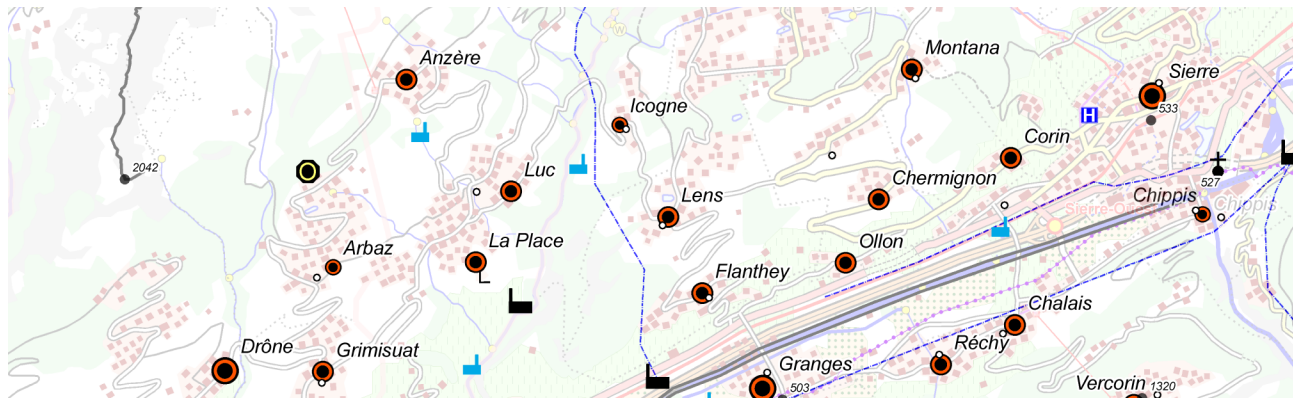 Montana
Anzère
Sierre
533
Icogne
H
Corin
2042
Luc
Chermignon
527
Lens
Chippis
Chippis
Arbaz
La Place
Ollon
Flanthey
Chalais
Drône
Grimisuat
Réchy
Granges
503
Vercorin
1320